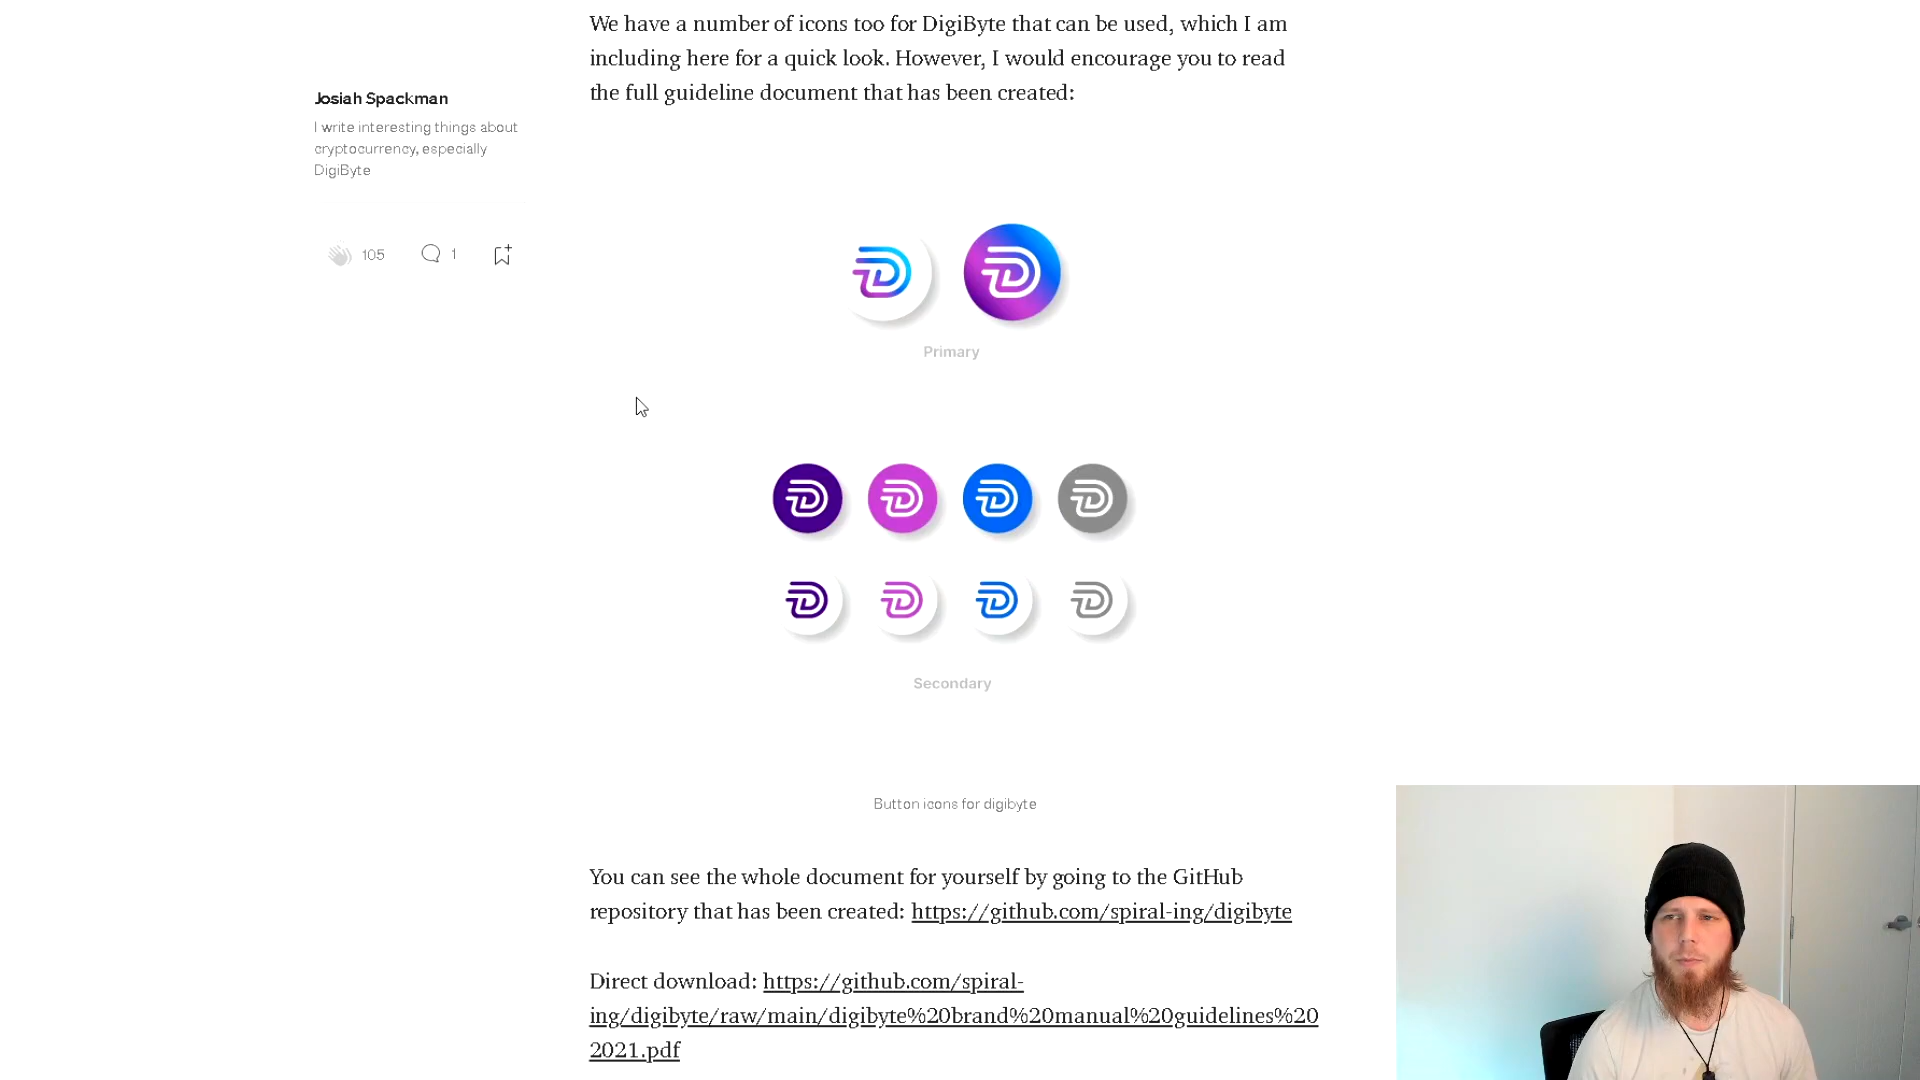 We have a number of icons too for DigiByte that can be used, which I am
including here for a quick look. However, I would encourage you to read
the full guideline document that has been created:
Josiah Spackman
I write interesting things about
cryptocurrency, especially
DigiByte
105
1
Primary
Secondary
Button icons for digibyte
You can see the whole document for yourself by going to the GitHub
repository that has been created: https://github.com/spiral-ing/digibyte
Direct download: https://github.com/spiral-
ing/digibyte/raw/main/digibyte%20brand%20manual%20guidelines%20
2021.pdf